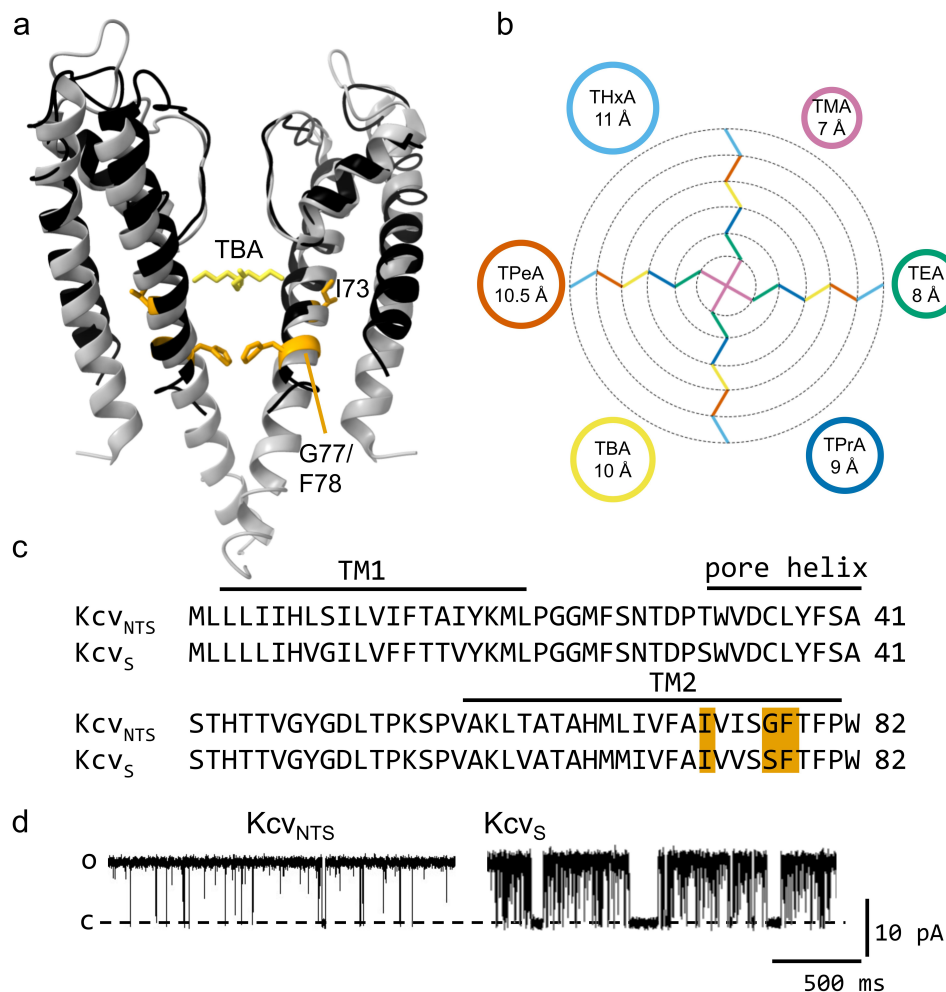 a
TBA
I73
G77/
F78
b
THxA
11 Å
TMA
7 Å
TPeA
10.5 Å
TEA
8 Å
TBA
10 Å
TPrA
9 Å
c
TM1 pore helix
KcvNTS MLLLIIHLSILVIFTAIYKMLPGGMFSNTDPTWVDCLYFSA 41
KcvS MLLLLIHVGILVFFTTVYKMLPGGMFSNTDPSWVDCLYFSA 41
TM2
KcvNTS STHTTVGYGDLTPKSPVAKLTATAHMLIVFAIVISGFTFPW 82
KcvS STHTTVGYGDLTPKSPVAKLVATAHMMIVFAIVVSSFTFPW 82
d
KcvNTS KcvS
O
C
10 pA
500 ms